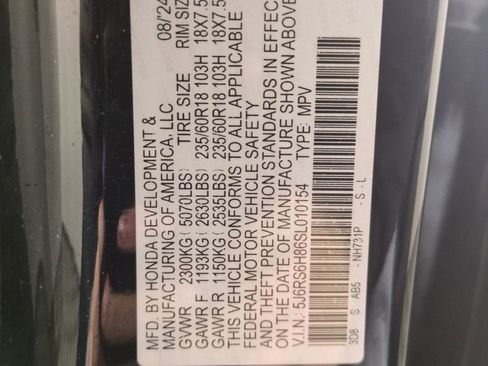 MFD. BY HONDA DEVELOPMENT & 08/24
MANUFACTURING OF AMERICA, LLC
TIRE SIZE RIM SIZE
GVWR 2300KG ( 5070LBS)
GAWR F 1193KG ( 2630LBS) 235/60R18 103H 18X7.5
GAWR R 1150KG ( 2535LBS) 235/60R18 103H 18X7.5
THIS VEHICLE CONFORMS TO ALL APPLICABLE
FEDERAL MOTOR VEHICLE SAFETY
AND THEFT PREVENTION STANDARDS IN EFFEC
ON THE DATE OF MANUFACTURE SHOWN ABOVE
V.I.N.: 5J6RS6H86SL010154 TYPE: MPV
3D8 S AB5 -NH731P - S - L